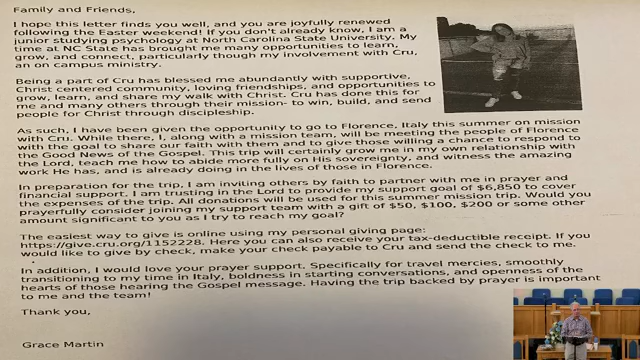 Family and Friends,
I hope this letter finds you well, and you are joyfully renewed
following the Easter weekend! If you don't already know, I am a
junior studying psychology at North Carolina State University. My
time at NC State has brought me many opportunities to learn,
grow, and connect, particularly though my involvement with Cru,
an on campus ministry.
Being a part of Cru has blessed me abundantly with supportive,
Christ centered community, loving friendships, and opportunities to
grow, learn, and share my walk with Christ. Cru has done this for
me and many others through their mission- to win, build, and send
people for Christ through discipleship.
As such, I have been given the opportunity to go to Florence, Italy this summer on mission
with Cru. While there, I, along with a mission team, will be meeting the people of Florence
with the goal to share our faith with them and to give those willing a chance to respond to
the Good News of the Gospel. This trip will certainly grow me in my own relationship with
the Lord, teach me how to abide more fully on His sovereignty, and witness the amazing
work He has, and is already doing in the lives of those in Florence.
In preparation for the trip, I am inviting others by faith to partner with me in prayer and
financial support. I am trusting in the Lord to provide my support goal of $6,850 to cover
the expenses of the trip. All donations will be used for this summer mission trip. Would you
prayerfully consider joining my support team with a gift of $50, $100, $200 or some other
amount significant to you as I try to reach my goal?
The easiest way to give is online using my personal giving page:
https://give.cru.org/1152228. Here you can also receive your tax-deductible receipt. If you
would like to give by check, make your check payable to Cru and send the check to me.
In addition, I would love your prayer support. Specifically for travel mercies, smoothly
transitioning to my time in Italy, boldness in starting conversations, and openness of the
hearts of those hearing the Gospel message. Having the trip backed by prayer is important
to me and the team!
Thank you,
Grace Martin